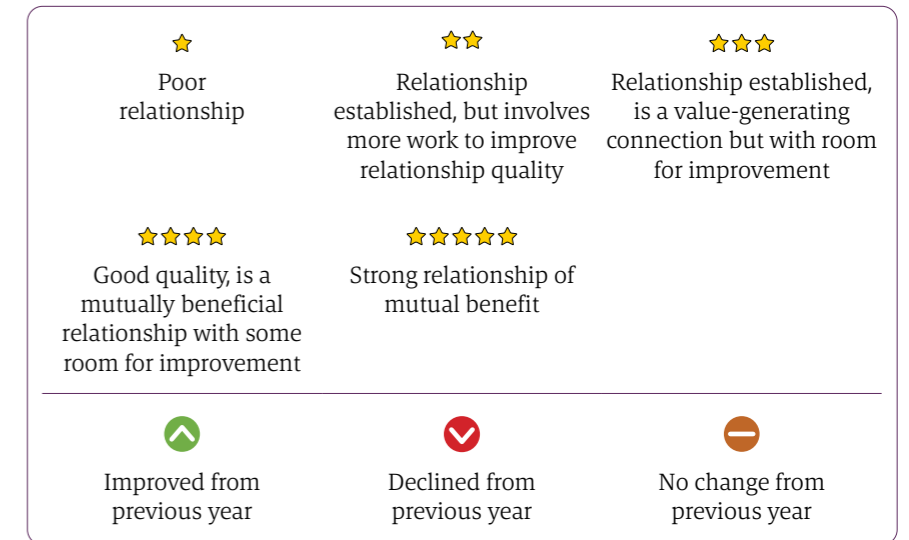 Poor
relationship
Relationship
established, but involves
more work to improve
relationship quality
Relationship established,
is a value-generating
connection but with room
for improvement
Good quality, is a
mutually beneficial
relationship with some
room for improvement
Strong relationship of
mutual benefit
Improved from
previous year
Declined from
previous year
No change from
previous year